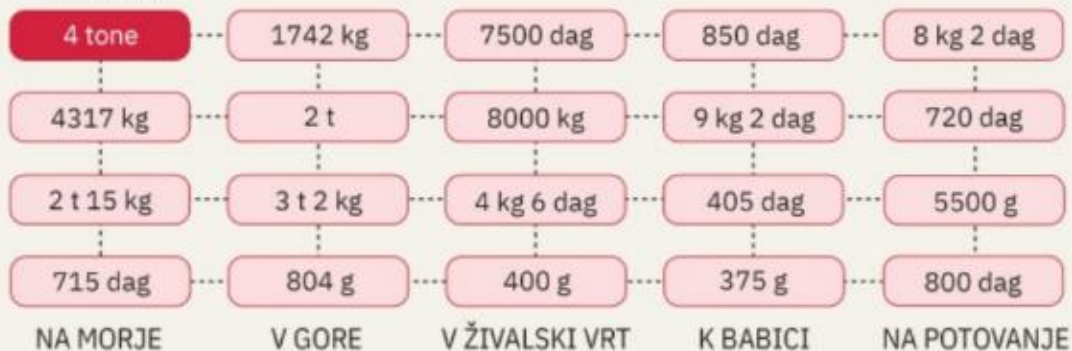 4 tone 1742 kg 7500 dag 850 dag 8 kg 2 dag
4317 kg 2 t 8000 kg 9 kg 2 dag 720 dag
2 t 15 kg 3 t 2 kg 4 kg 6 dag 405 dag 5500 g
715 dag 804 g 400 g 375 g 800 dag
NA MORJE V GORE V ŽIVALSKI VRT K BABICI NA POTOVANJE